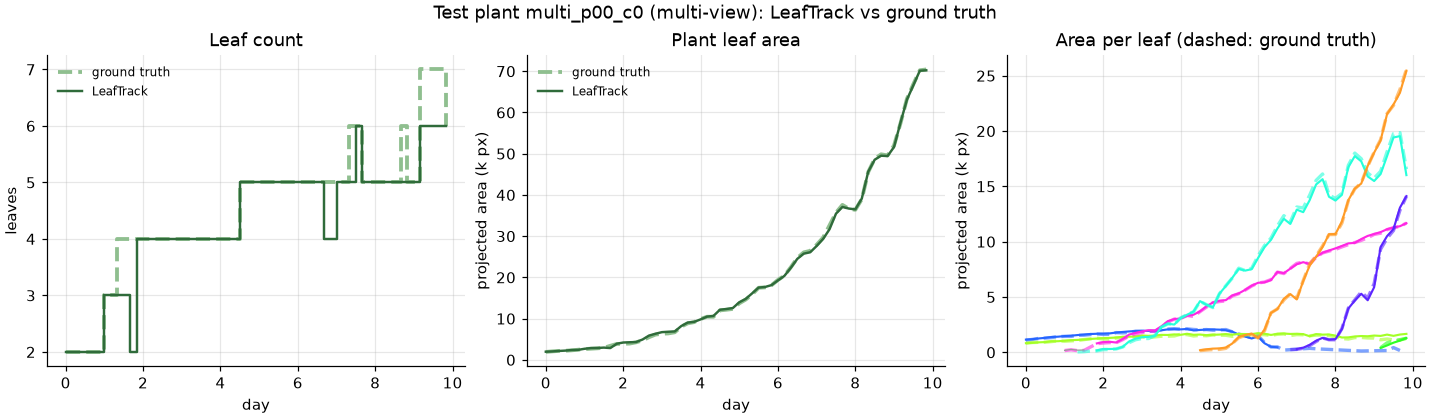 Test plant multi_p00_c0 (multi-view): LeafTrack vs ground truth
Leaf count
ground truth
LeafTrack
leaves
7
6
5
4
3
2
0
2
4
6
8
10
day
Plant leaf area
ground truth
LeafTrack
projected area (k px)
70
60
50
40
30
20
10
0
0
2
4
6
8
10
day
Area per leaf (dashed: ground truth)
projected area (k px)
25
20
15
10
5
0
0
2
4
6
8
10
day